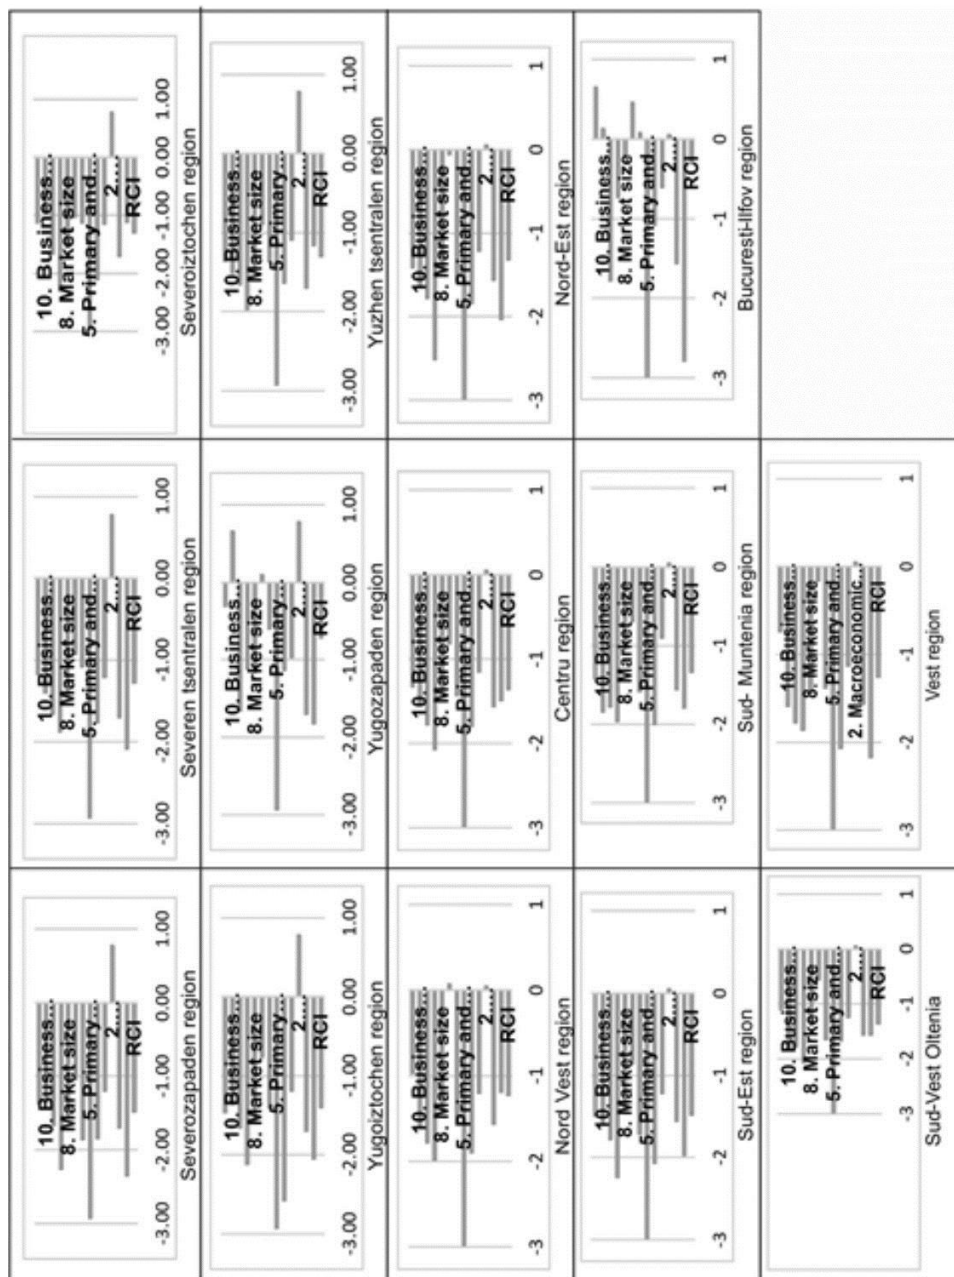 10. Business...
8. Market size
5. Primary...
2....
RCI
-3.00 -2.00 -1.00 0.00 1.00
Severozapaden region
10. Business...
8. Market size
5. Primary and...
2....
RCI
-3.00 -2.00 -1.00 0.00 1.00
Severen tsentralen region
10. Business...
8. Market size
5. Primary and...
2....
RCI
-3.00 -2.00 -1.00 0.00 1.00
Severoiztochen region
10. Business...
8. Market size
5. Primary...
2....
RCI
-3.00 -2.00 -1.00 0.00 1.00
Yugoiztochen region
10. Business...
8. Market size
5. Primary...
2....
RCI
-3.00 -2.00 -1.00 0.00 1.00
Yugozapaden region
10. Business...
8. Market size
5. Primary...
2....
RCI
-3.00 -2.00 -1.00 0.00 1.00
Yuzhen tsentralen region
10. Business...
8. Market size
5. Primary and...
2....
RCI
-3 -2 -1 0 1
Nord Vest region
10. Business...
8. Market size
5. Primary and...
2....
RCI
-3 -2 -1 0 1
Centru region
10. Business...
8. Market size
5. Primary and...
2....
RCI
-3 -2 -1 0 1
Nord-Est region
10. Business...
8. Market size
5. Primary and...
2....
RCI
-3 -2 -1 0 1
Sud-Est region
10. Business...
8. Market size
5. Primary and...
2....
RCI
-3 -2 -1 0 1
Sud- Muntenia region
10. Business...
8. Market size
5. Primary and...
2....
RCI
-3 -2 -1 0 1
Bucuresti-Ilfov region
10. Business...
8. Market size
5. Primary and...
2....
RCI
-3 -2 -1 0 1
Sud-Vest Oltenia
10. Business...
8. Market size
5. Primary and...
2. Macroeconomic...
RCI
-3 -2 -1 0 1
Vest region